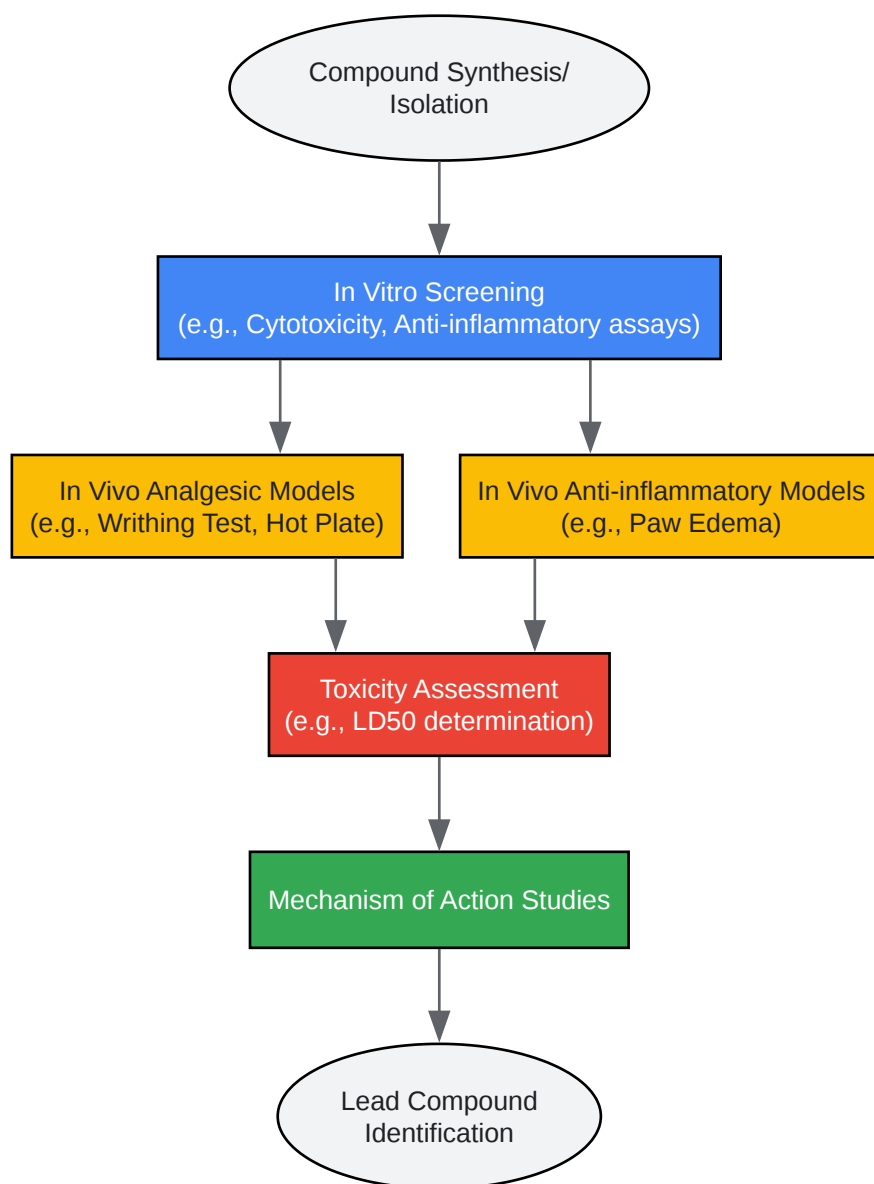 Compound Synthesis/
Isolation
In Vitro Screening
(e.g., Cytotoxicity, Anti-inflammatory assays)
In Vivo Analgesic Models
(e.g., Writhing Test, Hot Plate)
In Vivo Anti-inflammatory Models
(e.g., Paw Edema)
Toxicity Assessment
(e.g., LD50 determination)
Mechanism of Action Studies
Lead Compound
Identification